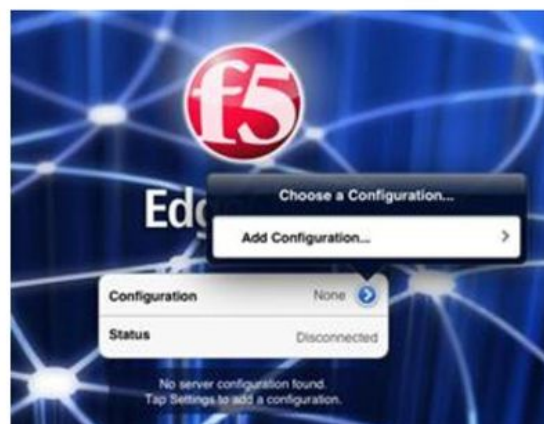 f5
Choose a Configuration...
Edg
Add Configuration...
Configuration None
Status Disconnected
No server configuration found.
Tap Settings to add a configuration.